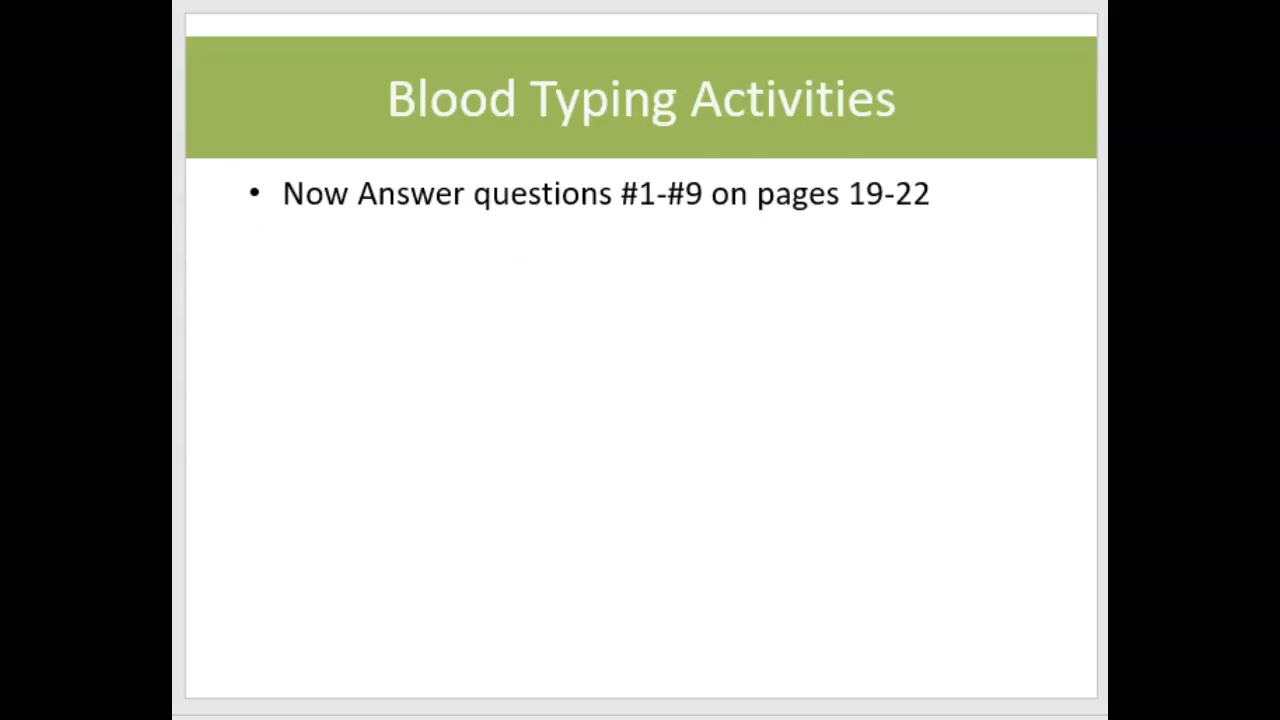 Blood Typing Activities
• Now Answer questions #1-#9 on pages 19-22